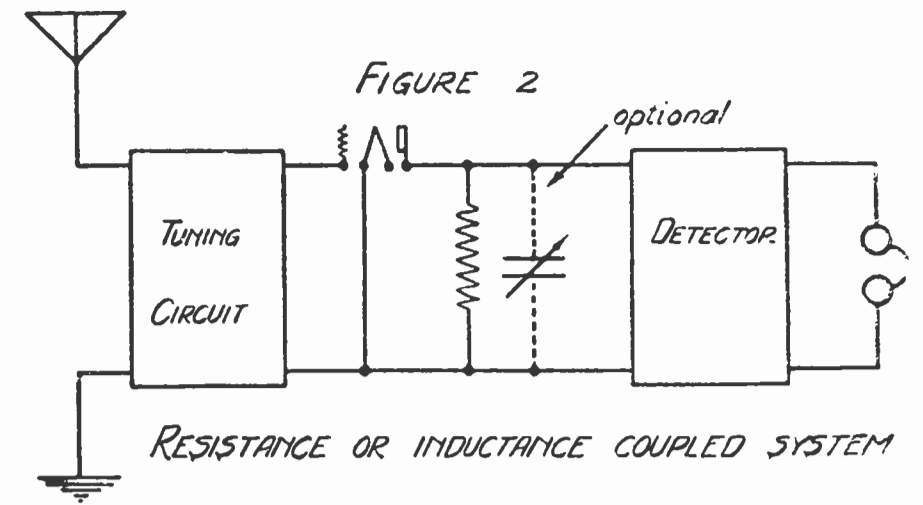 FIGURE 2
optional
TUNING
CIRCUIT
DETECTOR.
RESISTANCE OR INDUCTANCE COUPLED SYSTEM